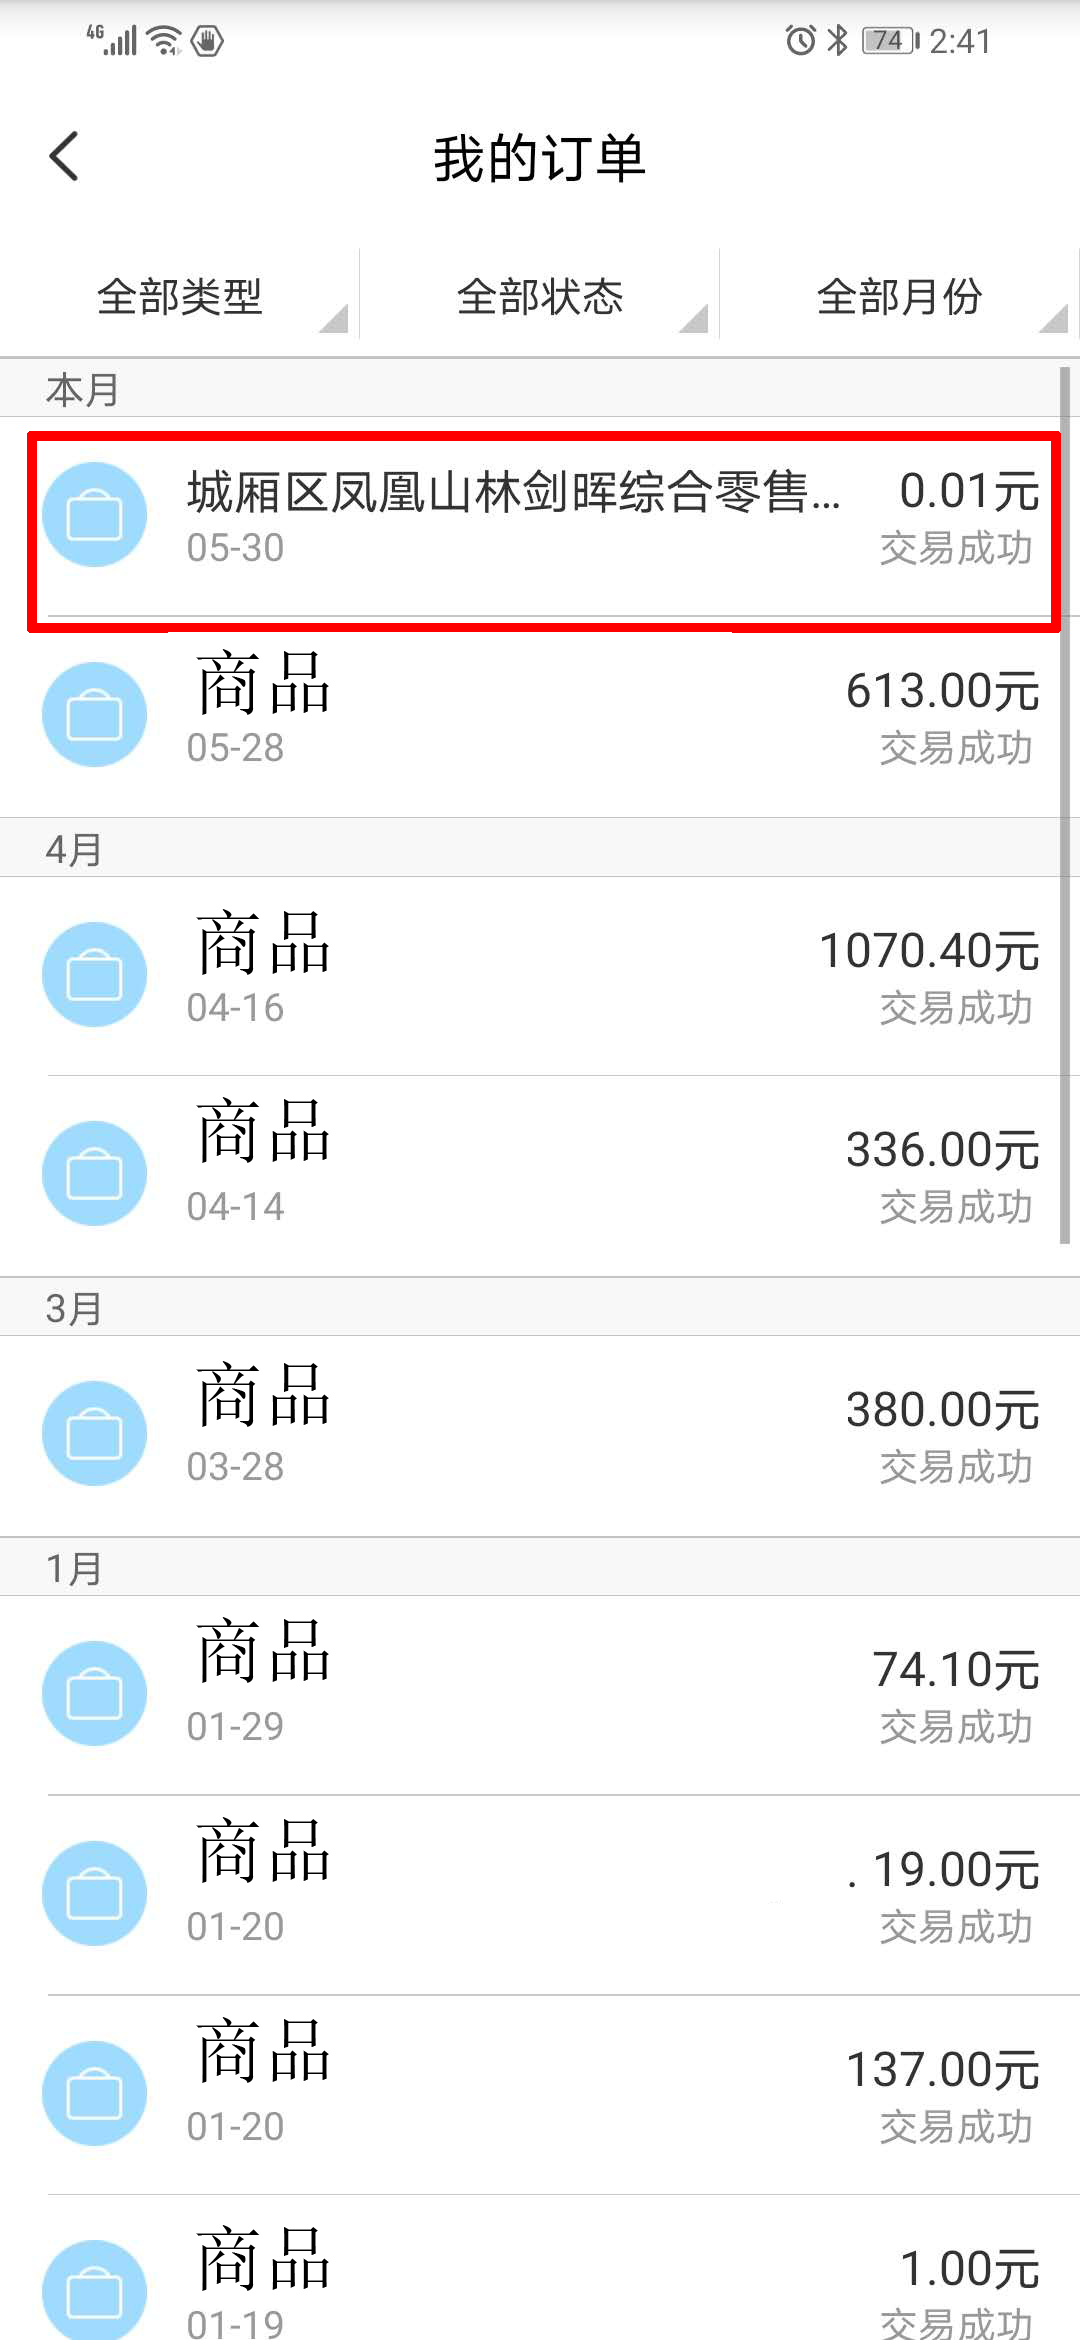 4G 74 2:41
我的订单
全部类型 全部状态 全部月份
本月
城厢区凤凰山林剑晖综合零售... 0.01元
05-30 交易成功
商品 613.00元
05-28 交易成功
4月
商品 1070.40元
04-16 交易成功
商品 336.00元
04-14 交易成功
3月
商品 380.00元
03-28 交易成功
1月
商品 74.10元
01-29 交易成功
商品 . 19.00元
01-20 交易成功
商品 137.00元
01-20 交易成功
商品 1.00元
01-19 交易成功